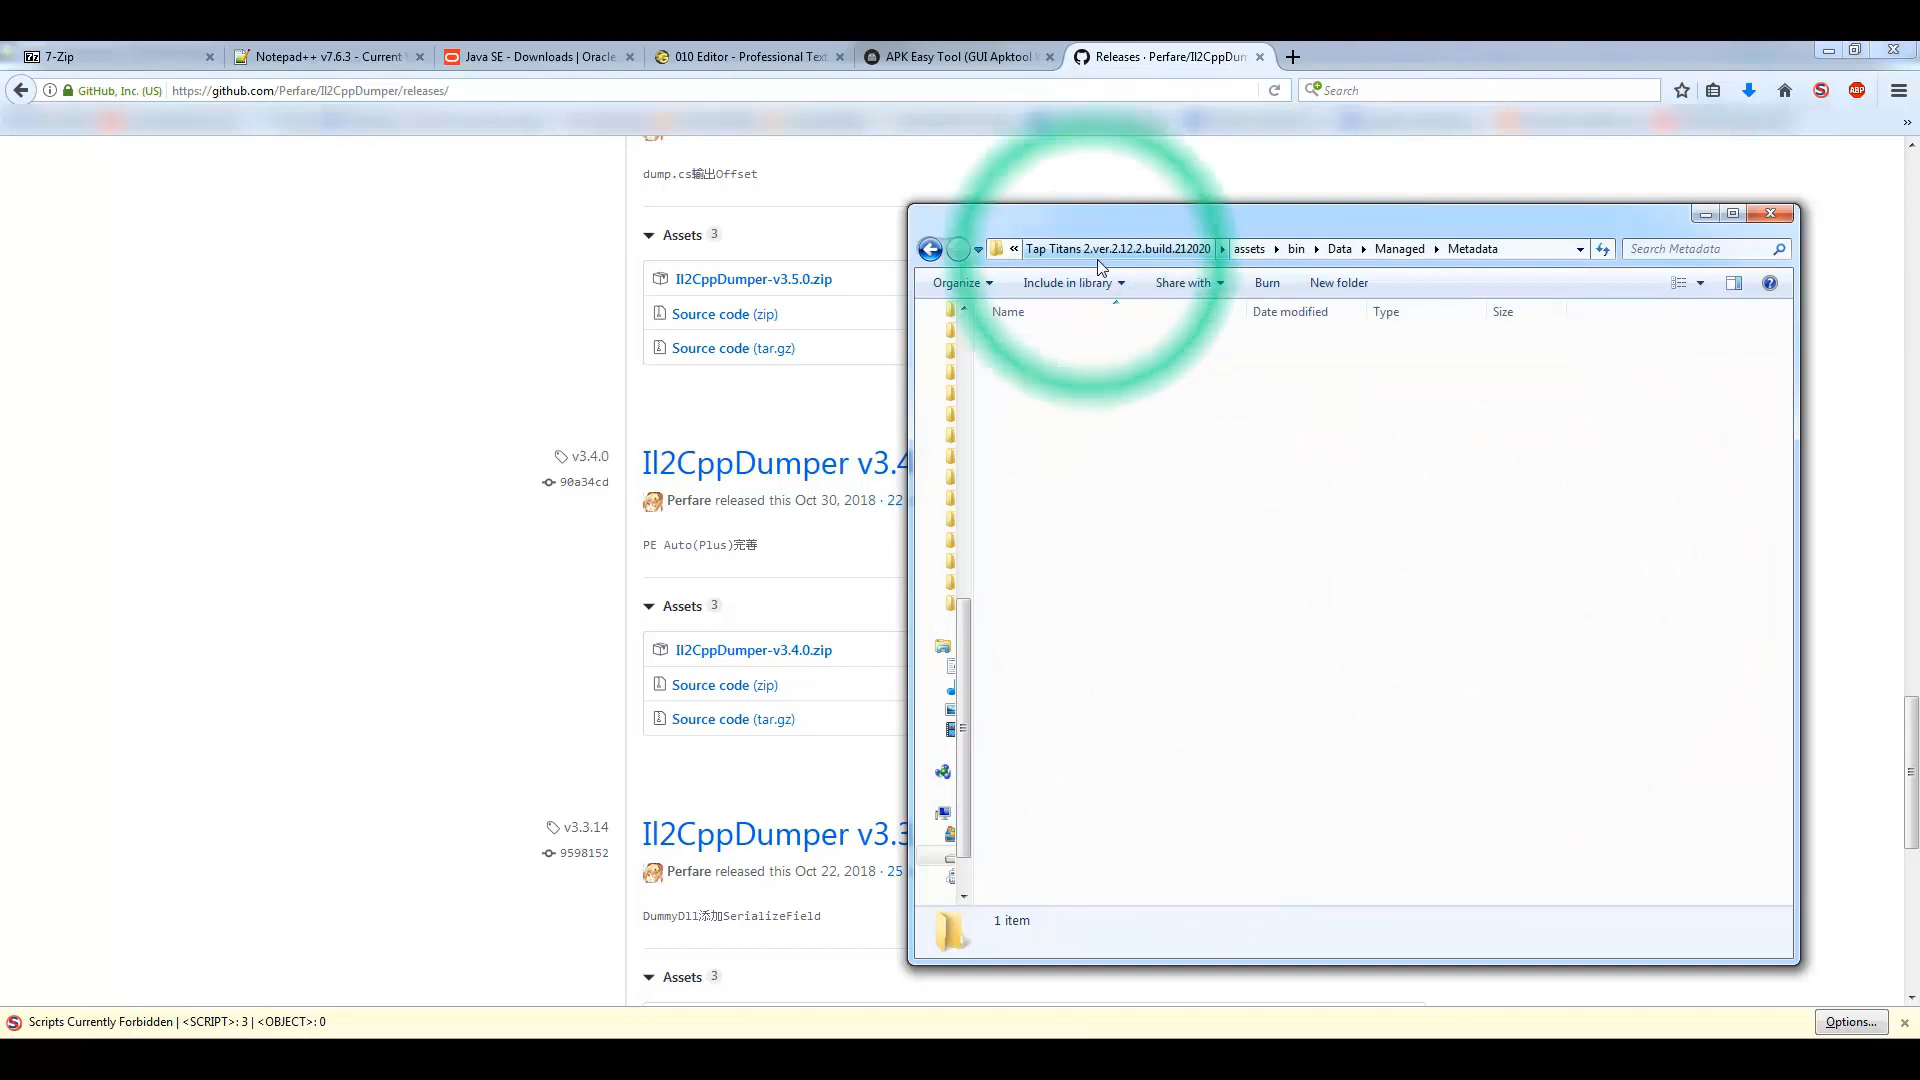 7-Zip
Notepad++ v7.6.3 - Current
Java SE - Downloads | Oracle
010 Editor - Professional Text
APK Easy Tool (GUI Apktool
Releases · Perfare/Il2CppDum
GitHub, Inc. (US)
https://github.com/Perfare/Il2CppDumper/releases/
Search
ABP
dump.cs输出Offset
Assets 3
Il2CppDumper-v3.5.0.zip
Source code (zip)
Source code (tar.gz)
v3.4.0
90a34cd
Il2CppDumper v3.4
Perfare released this Oct 30, 2018 · 22
PE Auto(Plus)完善
Assets 3
Il2CppDumper-v3.4.0.zip
Source code (zip)
Source code (tar.gz)
v3.3.14
9598152
Il2CppDumper v3.3
Perfare released this Oct 22, 2018 · 25
DummyDll添加SerializeField
Assets 3
« Tap Titans 2,ver.2.12.2.build.212020 assets bin Data Managed Metadata
Search Metadata
Organize Include in library Share with Burn New folder
Name Date modified Type Size
1 item
Scripts Currently Forbidden | <SCRIPT>: 3 | <OBJECT>: 0
Options...